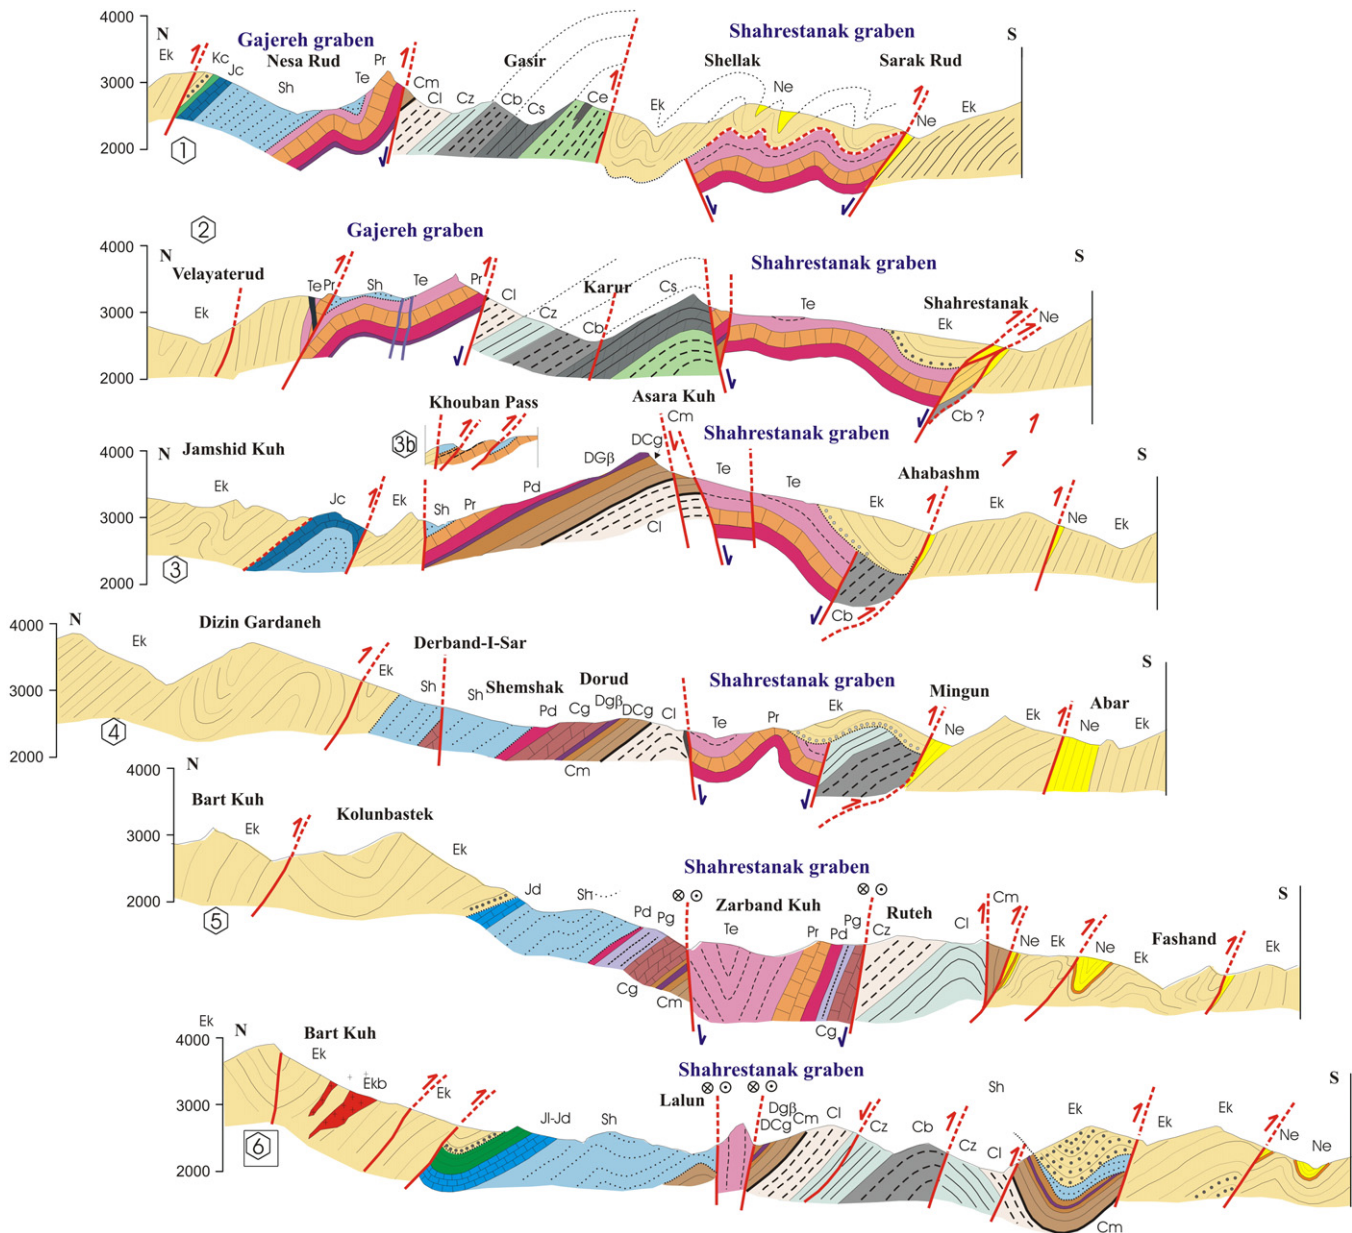 4000
3000
2000
N
S
Gajereh graben
Shahrestanak graben
Nesa Rud
Gasir
Shellak
Sarak Rud
Ek
Kc
Jc
Sh
Te
Pr
Cm
Cl
Cz
Cb
Cs
Ce
Ek
Ne
Ne
Ek
1
2
4000
3000
2000
N
S
Gajereh graben
Shahrestanak graben
Velayaterud
Karur
Shahrestanak
Ek
Te
Pr
Sh
Te
Pr
Cl
Cz
Cb
Cs
Te
Ek
Ne
Cb ?
Khouban Pass
3b
4000
3000
2000
N
S
Jamshid Kuh
Asara Kuh
Shahrestanak graben
Ahabashm
Ek
Jc
Ek
Sh
Pr
Pd
DGβ
DCg
Cm
Cl
Te
Te
Ek
Cb
Ek
Ne
Ek
3
4000
3000
2000
N
S
Dizin Gardaneh
Derband-I-Sar
Shemshak
Dorud
Shahrestanak graben
Mingun
Abar
Ek
Ek
Sh
Sh
Pd
Cg
Dgβ
DCg
Cl
Cm
Te
Pr
Ek
Ne
Ek
Ne
Ek
4
4000
3000
2000
N
S
Bart Kuh
Kolunbastek
Shahrestanak graben
Zarband Kuh
Ruteh
Fashand
Ek
Ek
Jd
Sh
Pd
Pg
Cg
Cm
Te
Pr
Pd
Pg
Cg
Cz
Cl
Cm
Ne
Ek
Ne
Ek
Ek
5
4000
3000
2000
Ek
N
S
Bart Kuh
Shahrestanak graben
Lalun
Ek
Ekb
Ek
Jl-Jd
Sh
Dgβ
DCg
Cm
Cl
Cz
Cb
Cz
Cl
Sh
Ek
Cm
Ek
Ek
Ne
Ne
6